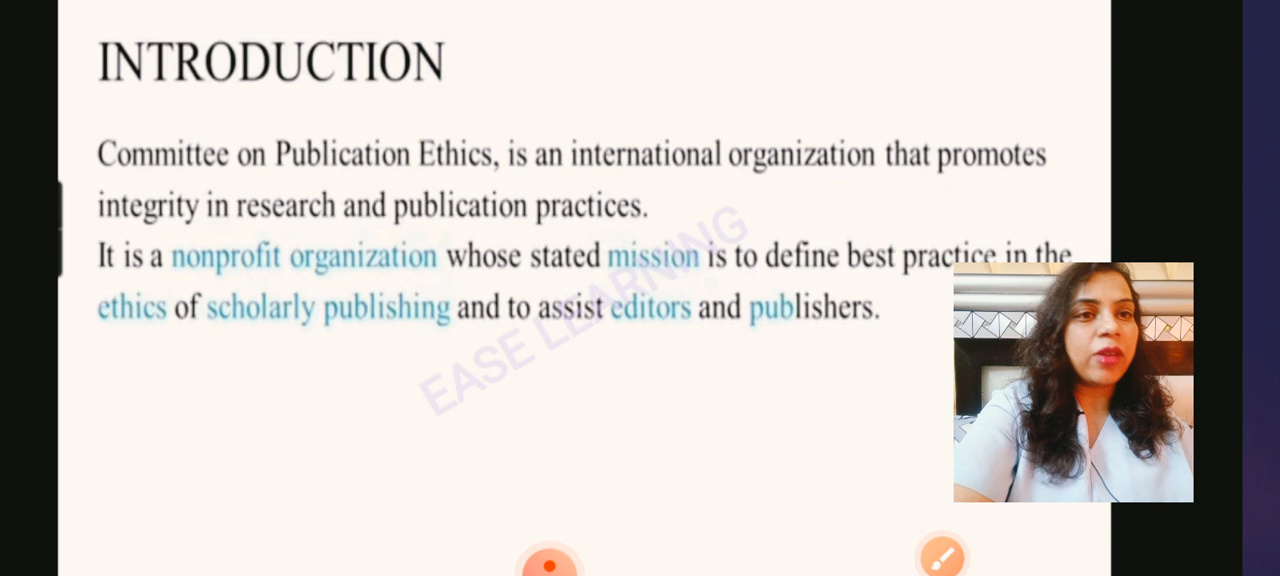 INTRODUCTION
Committee on Publication Ethics, is an international organization that promotes
integrity in research and publication practices.
It is a nonprofit organization whose stated mission is to define best practice in the
ethics of scholarly publishing and to assist editors and publishers.
EASE LEARNING